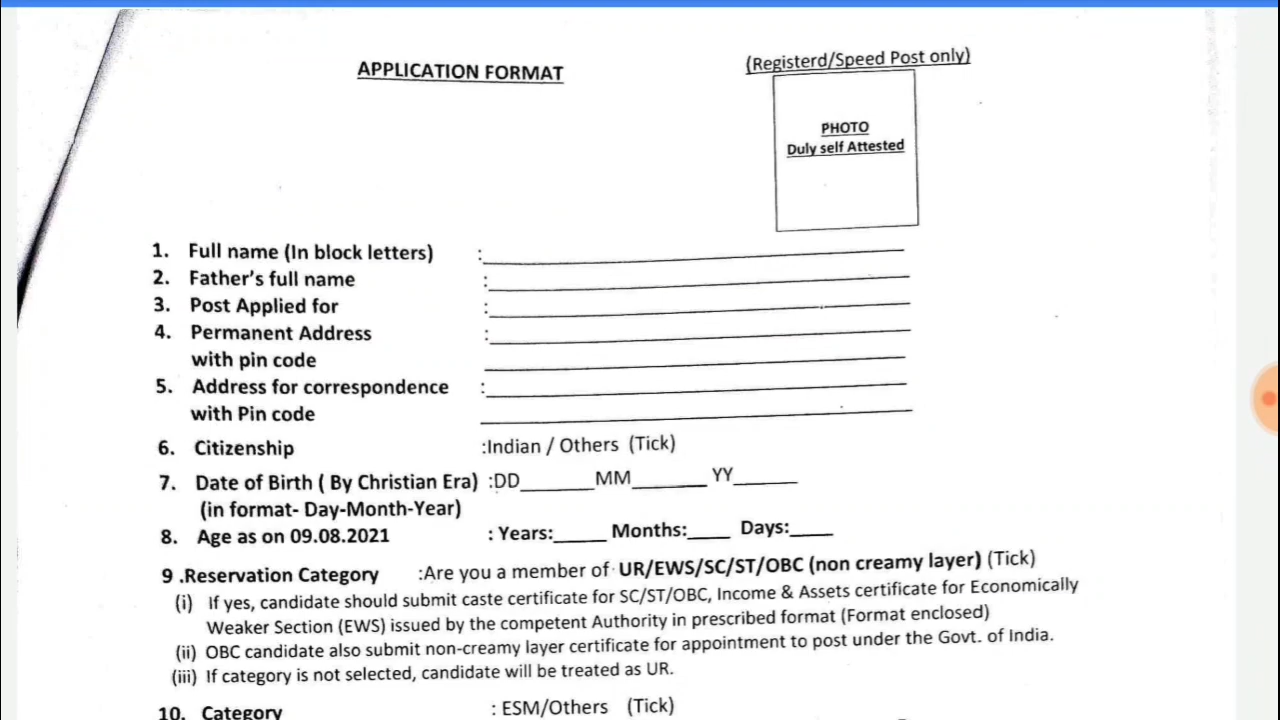 APPLICATION FORMAT
(Registerd/Speed Post only)
PHOTO
Duly self Attested
1. Full name (In block letters) :
2. Father's full name :
3. Post Applied for :
4. Permanent Address :
with pin code
5. Address for correspondence :
with Pin code
6. Citizenship :Indian / Others (Tick)
7. Date of Birth ( By Christian Era) :DD______MM______ YY______
(in format- Day-Month-Year)
8. Age as on 09.08.2021 : Years:_____ Months:____ Days:____
9 .Reservation Category :Are you a member of UR/EWS/SC/ST/OBC (non creamy layer) (Tick)
(i) If yes, candidate should submit caste certificate for SC/ST/OBC, Income & Assets certificate for Economically
Weaker Section (EWS) issued by the competent Authority in prescribed format (Format enclosed)
(ii) OBC candidate also submit non-creamy layer certificate for appointment to post under the Govt. of India.
(iii) If category is not selected, candidate will be treated as UR.
10. Category : ESM/Others (Tick)